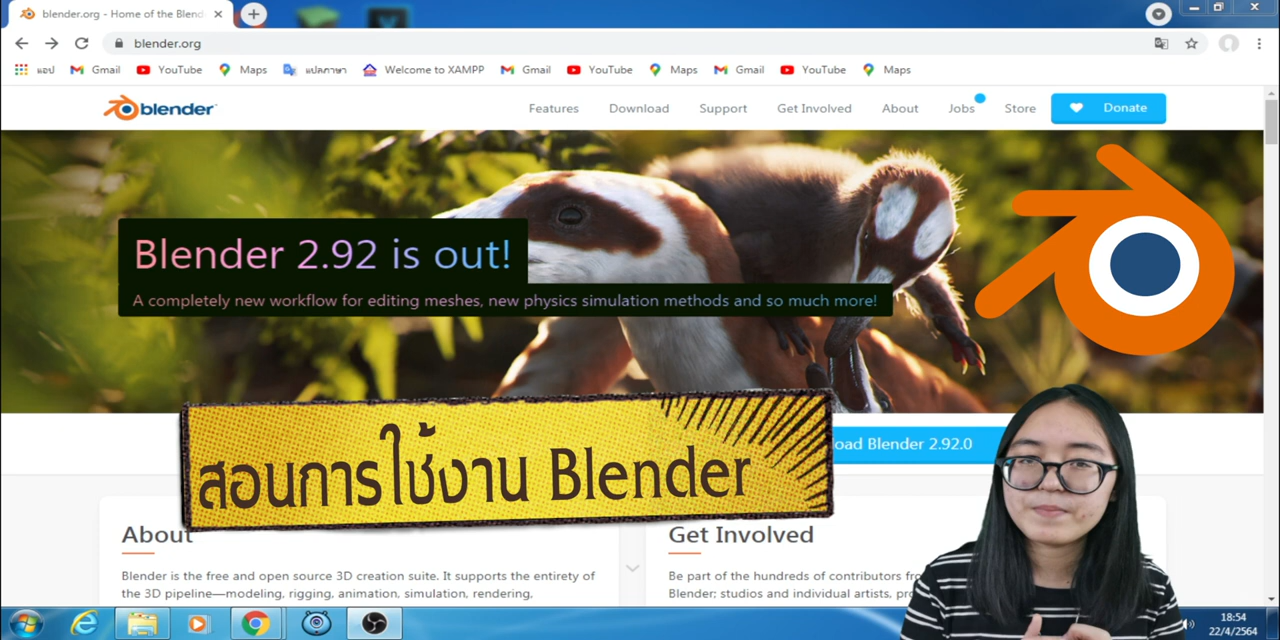 blender.org - Home of the Blend
blender.org
แอป Gmail YouTube Maps แปลภาษา Welcome to XAMPP Gmail YouTube Maps Gmail YouTube Maps
blender
Features Download Support Get Involved About Jobs Store Donate
Blender 2.92 is out!
A completely new workflow for editing meshes, new physics simulation methods and so much more!
oad Blender 2.92.0
สอนการใช้งาน Blender
About
Blender is the free and open source 3D creation suite. It supports the entirety of
the 3D pipeline—modeling, rigging, animation, simulation, rendering,
Get Involved
Be part of the hundreds of contributors
Blender; studios and individual artists,
18:54
22/4/2564